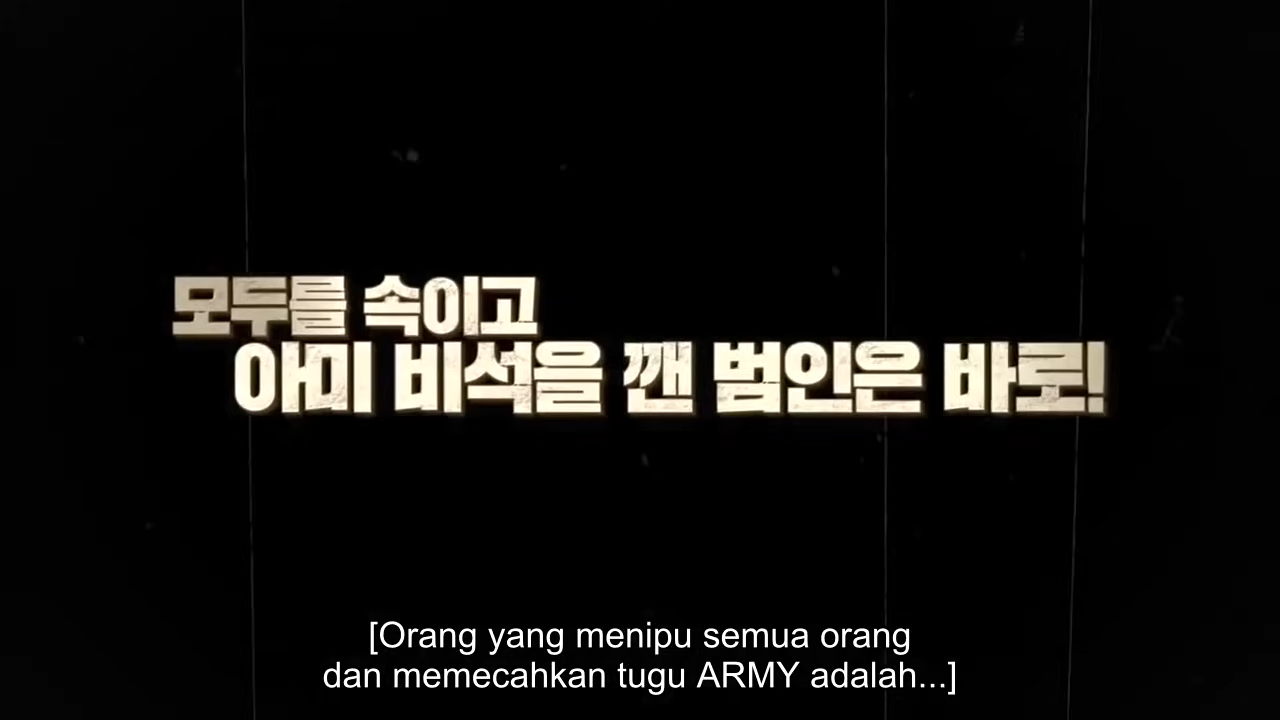 모두를 속이고
아미 비석을 깬 범인은 바로!
[Orang yang menipu semua orang
dan memecahkan tugu ARMY adalah...]